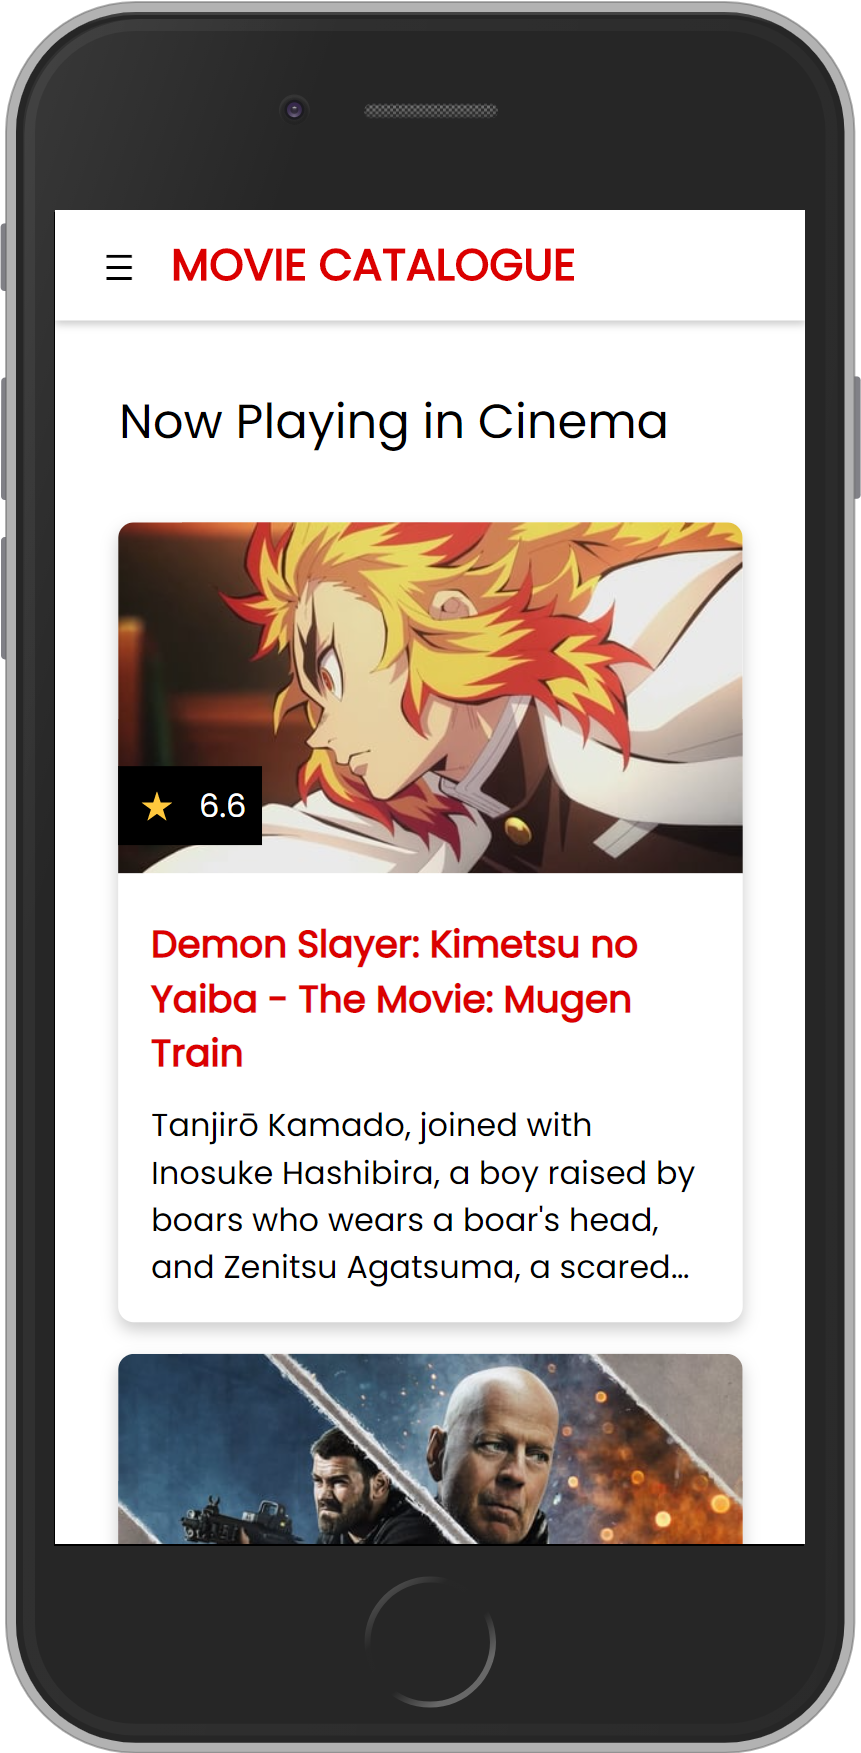 ☰ MOVIE CATALOGUE
Now Playing in Cinema
★ 6.6
Demon Slayer: Kimetsu no
Yaiba - The Movie: Mugen
Train
Tanjirō Kamado, joined with
Inosuke Hashibira, a boy raised by
boars who wears a boar's head,
and Zenitsu Agatsuma, a scared...